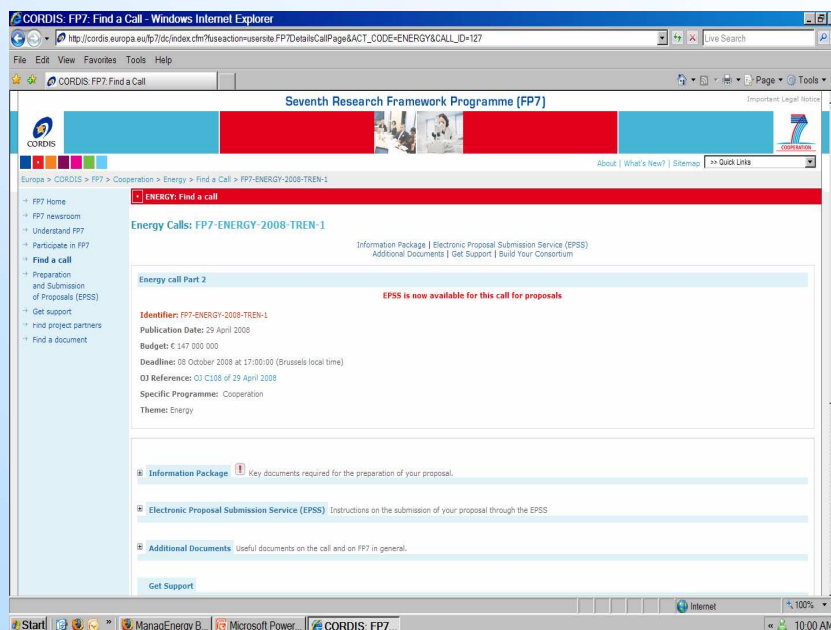 CORDIS: FP7: Find a Call - Windows Internet Explorer
http://cordis.europa.eu/fp7/dc/index.cfm?fuseaction=usersite.FP7DetailsCallPage&ACT_CODE=ENERGY&CALL_ID=127
Live Search
File Edit View Favorites Tools Help
CORDIS: FP7: Find a Call
Page Tools
Seventh Research Framework Programme (FP7)
Important Legal Notice
CORDIS
7
COOPERATION
About | What's New? | Sitemap >> Quick Links
Europa > CORDIS > FP7 > Cooperation > Energy > Find a Call > FP7-ENERGY-2008-TREN-1
FP7 Home
FP7 newsroom
Understand FP7
Participate in FP7
Find a call
Preparation
and Submission
of Proposals (EPSS)
Get support
Find project partners
Find a document
ENERGY: Find a call
Energy Calls: FP7-ENERGY-2008-TREN-1
Information Package | Electronic Proposal Submission Service (EPSS)
Additional Documents | Get Support | Build Your Consortium
Energy call Part 2
EPSS is now available for this call for proposals
Identifier: FP7-ENERGY-2008-TREN-1
Publication Date: 29 April 2008
Budget: € 147 000 000
Deadline: 08 October 2008 at 17:00:00 (Brussels local time)
OJ Reference: OJ C108 of 29 April 2008
Specific Programme: Cooperation
Theme: Energy
Information Package ! Key documents required for the preparation of your proposal.
Electronic Proposal Submission Service (EPSS) Instructions on the submission of your proposal through the EPSS
Additional Documents Useful documents on the call and on FP7 in general.
Get Support
Internet 100%
Start » ManagEnergy B... Microsoft Power... CORDIS: FP7... « 10:00 AM